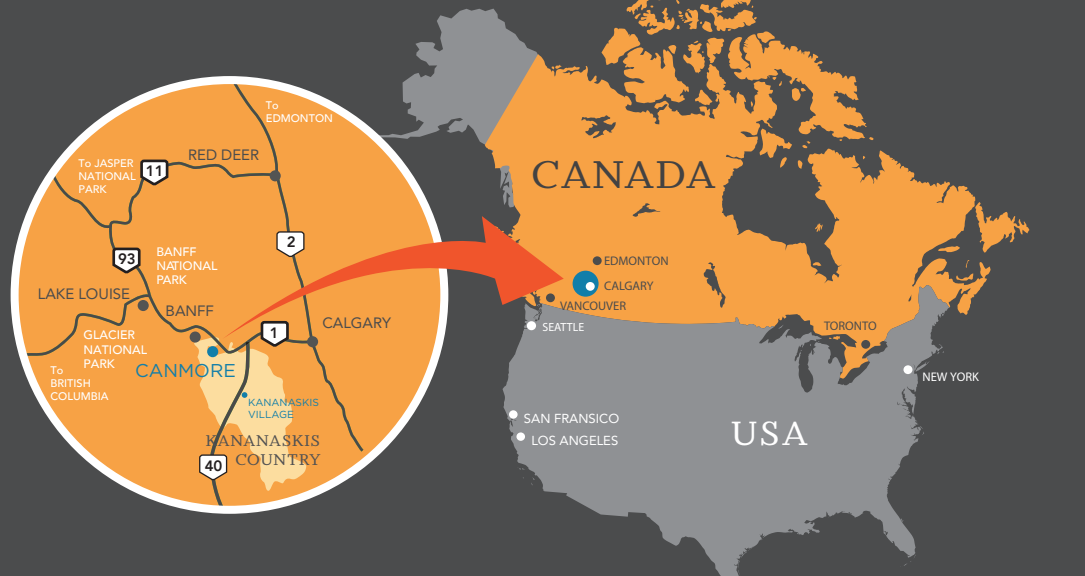 To
EDMONTON
RED DEER
To JASPER
NATIONAL
PARK
11
2
93
BANFF
NATIONAL
PARK
LAKE LOUISE
BANFF
1
CALGARY
GLACIER
NATIONAL
PARK
CANMORE
To
BRITISH
COLUMBIA
KANANASKIS
VILLAGE
KANANASKIS
COUNTRY
40
CANADA
EDMONTON
CALGARY
VANCOUVER
SEATTLE
TORONTO
NEW YORK
SAN FRANSICO
LOS ANGELES
USA